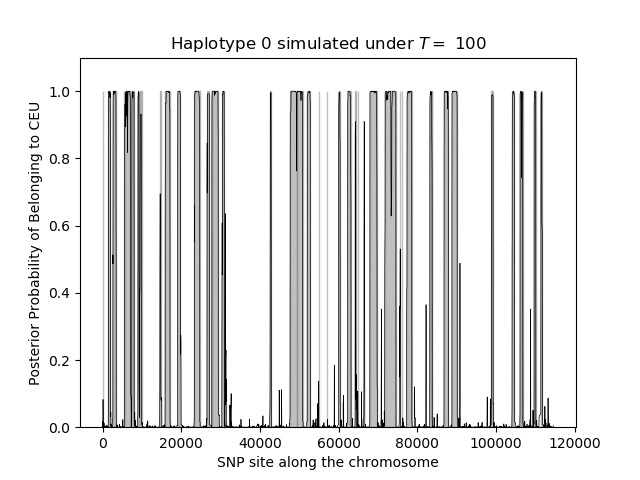 Haplotype 0 simulated under T = 100
Posterior Probability of Belonging to CEU
1.0
0.8
0.6
0.4
0.2
0.0
0 20000 40000 60000 80000 100000 120000
SNP site along the chromosome